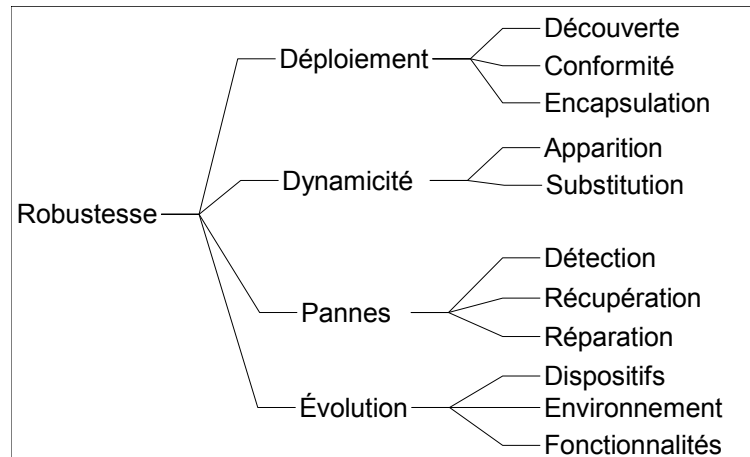 Robustesse
Déploiement
Découverte
Conformité
Encapsulation
Dynamicité
Apparition
Substitution
Pannes
Détection
Récupération
Réparation
Évolution
Dispositifs
Environnement
Fonctionnalités